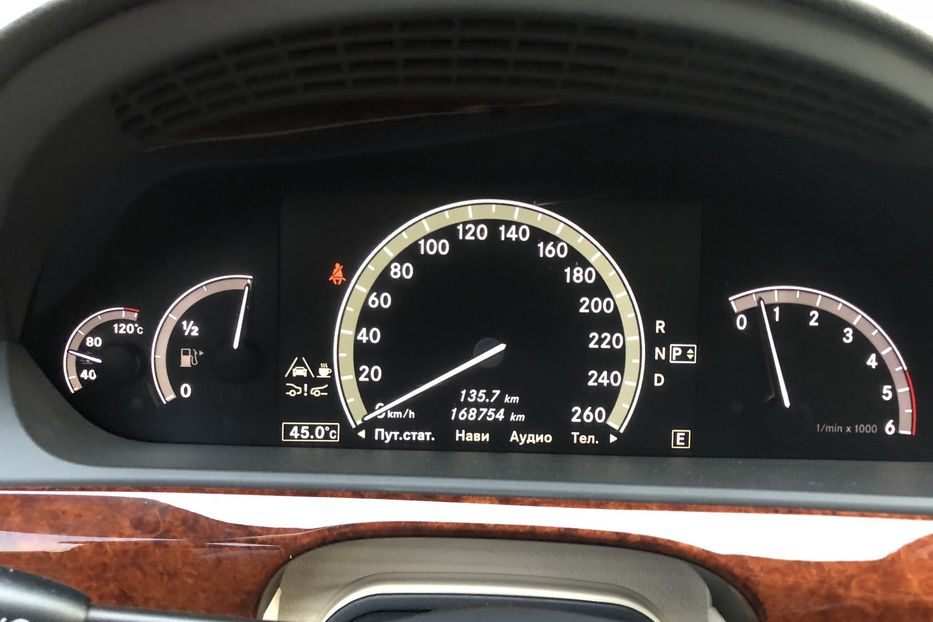 120°c
80
40
½
0
0 20 40 60 80 100 120 140 160 180 200 220 240 260
km/h
135.7 km
168754 km
45.0°c
◄ Пут.стат. Нави Аудио Тел. ►
R
N P
D
E
0 1 2 3 4 5 6
1/min x 1000